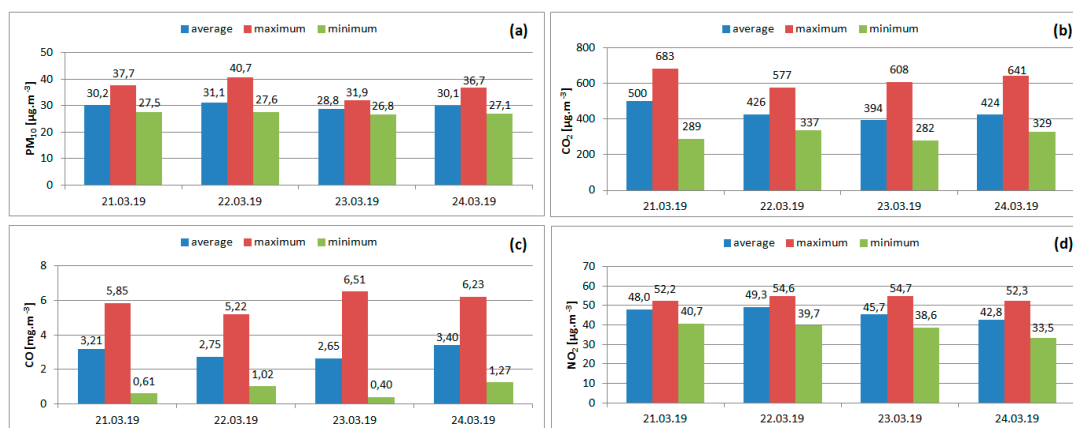 average maximum minimum (a)
PM₁₀ [µg.m⁻³]
50
40
30
20
10
0
30,2 37,7 27,5
31,1 40,7 27,6
28,8 31,9 26,8
30,1 36,7 27,1
21.03.19 22.03.19 23.03.19 24.03.19
average maximum minimum (b)
CO₂ [µg.m⁻³]
800
600
400
200
0
500 683 289
426 577 337
394 608 282
424 641 329
21.03.19 22.03.19 23.03.19 24.03.19
average maximum minimum (c)
CO [mg.m⁻³]
8
6
4
2
0
3,21 5,85 0,61
2,75 5,22 1,02
2,65 6,51 0,40
3,40 6,23 1,27
21.03.19 22.03.19 23.03.19 24.03.19
average maximum minimum (d)
NO₂ [µg.m⁻³]
70
60
50
40
30
20
10
0
48,0 52,2 40,7
49,3 54,6 39,7
45,7 54,7 38,6
42,8 52,3 33,5
21.03.19 22.03.19 23.03.19 24.03.19